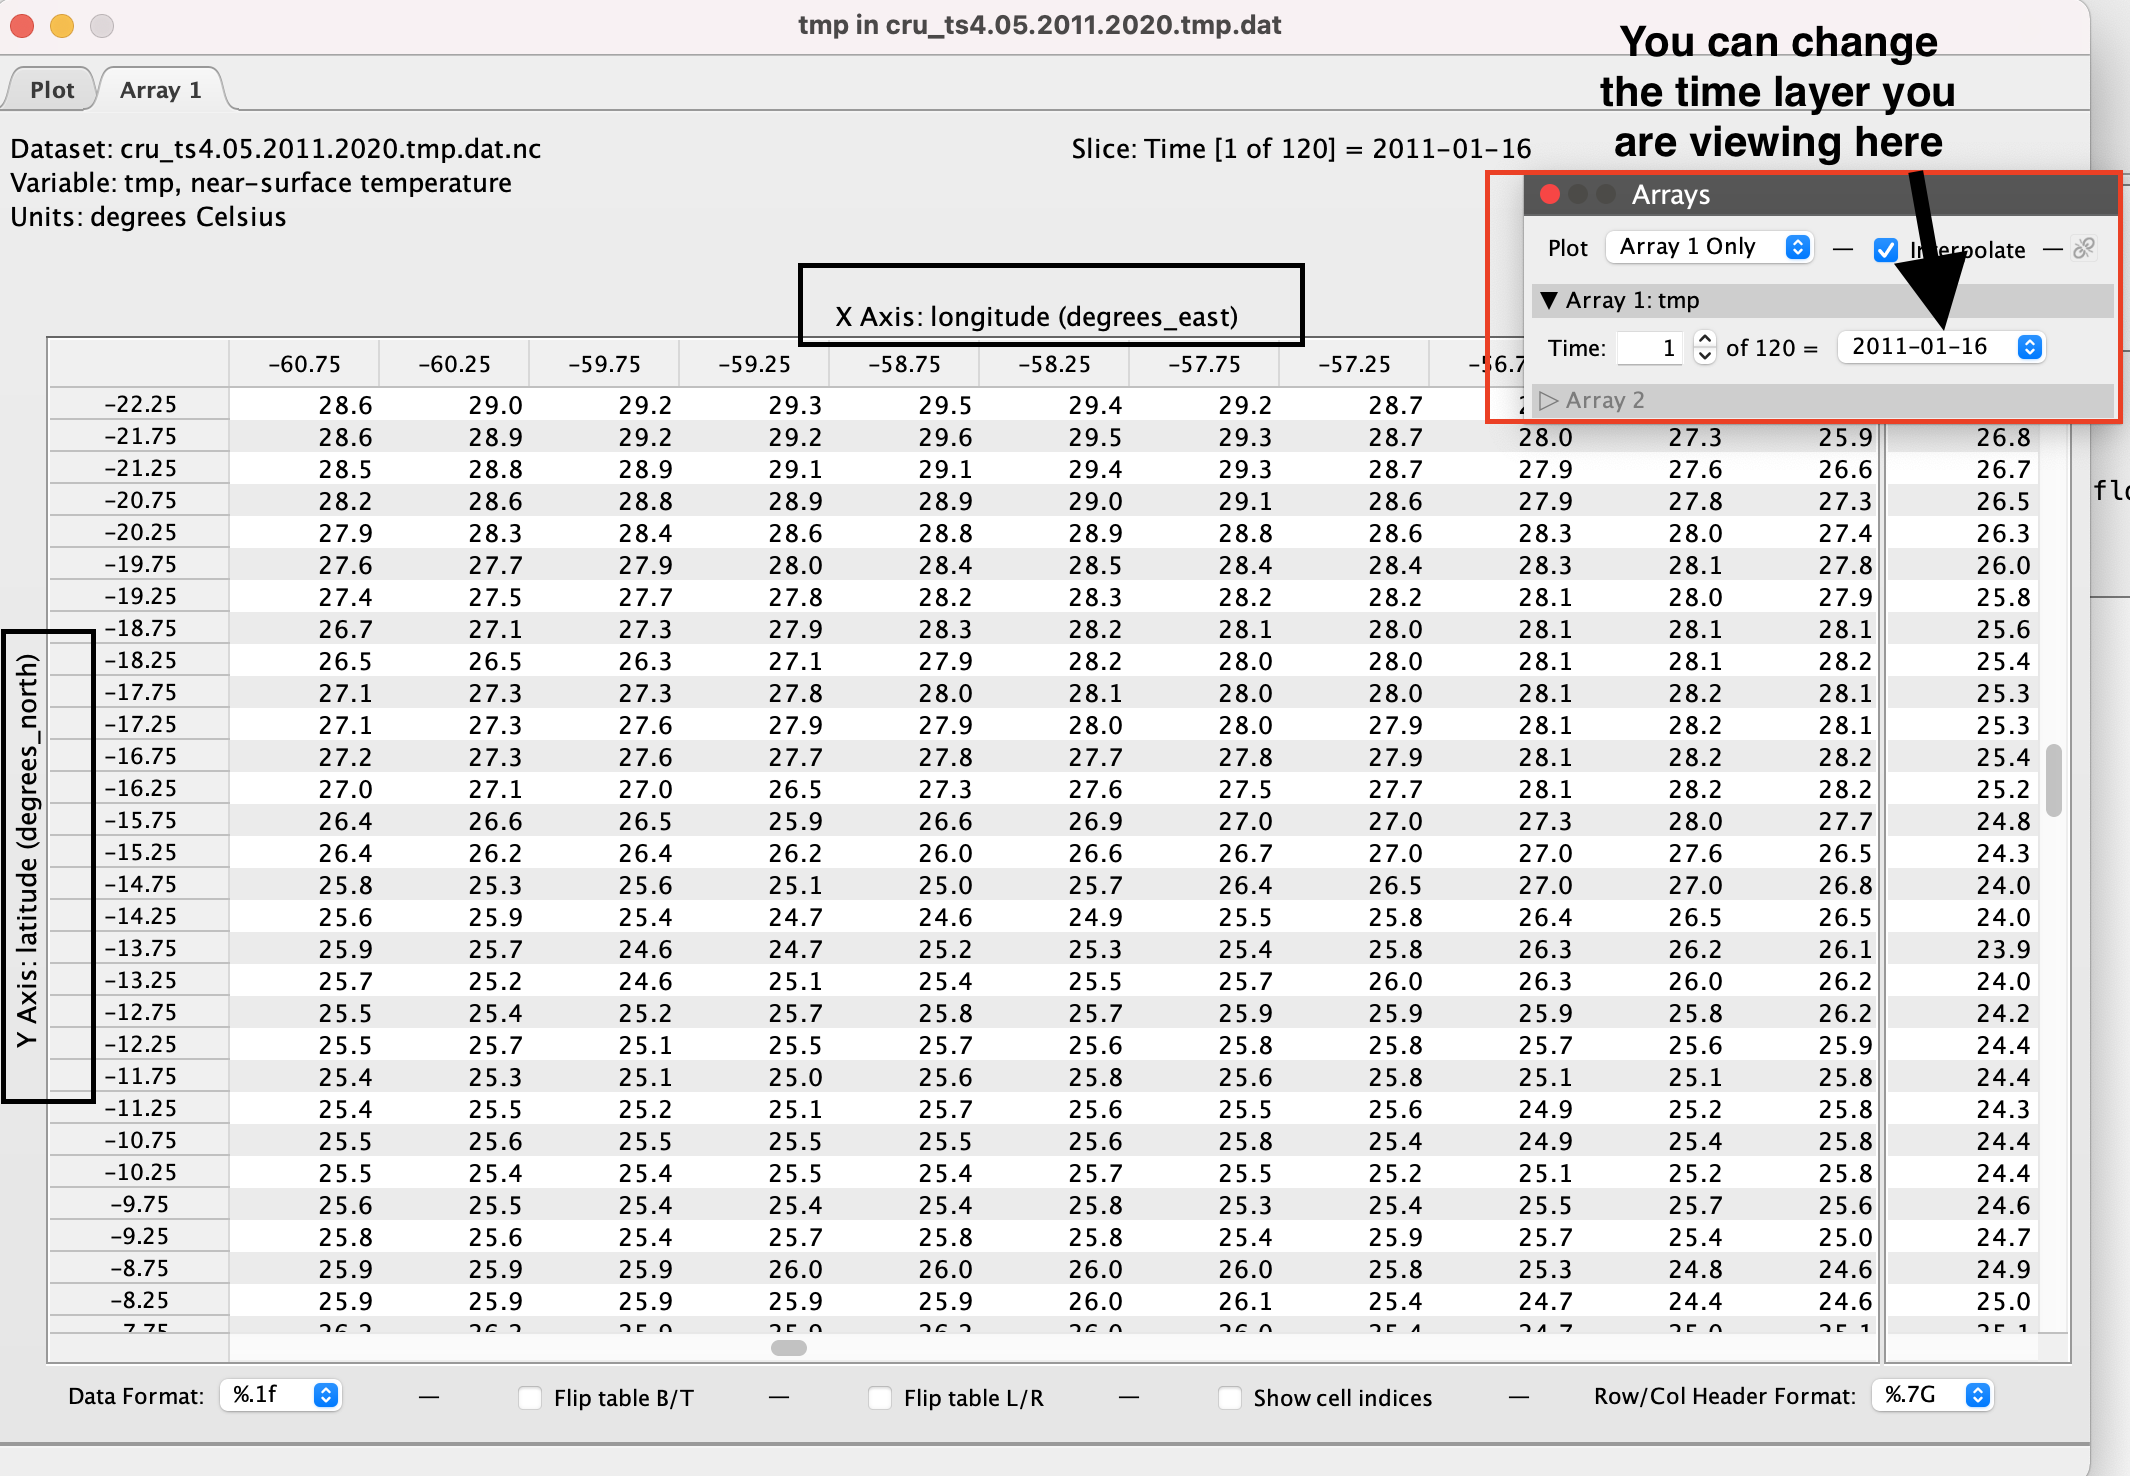 tmp in cru_ts4.05.2011.2020.tmp.dat
You can change
the time layer you
are viewing here
Plot Array 1
Dataset: cru_ts4.05.2011.2020.tmp.dat.nc
Variable: tmp, near-surface temperature
Units: degrees Celsius
Slice: Time [1 of 120] = 2011-01-16
Arrays
Plot Array 1 Only — Interpolate —
▼ Array 1: tmp
Time: 1 of 120 = 2011-01-16
▷ Array 2
X Axis: longitude (degrees_east)
Y Axis: latitude (degrees_north)
-60.75 -60.25 -59.75 -59.25 -58.75 -58.25 -57.75 -57.25
-22.25 28.6 29.0 29.2 29.3 29.5 29.4 29.2 28.7
-21.75 28.6 28.9 29.2 29.2 29.6 29.5 29.3 28.7 28.0 27.3 25.9 26.8
-21.25 28.5 28.8 28.9 29.1 29.1 29.4 29.3 28.7 27.9 27.6 26.6 26.7
-20.75 28.2 28.6 28.8 28.9 28.9 29.0 29.1 28.6 27.9 27.8 27.3 26.5
-20.25 27.9 28.3 28.4 28.6 28.8 28.9 28.8 28.6 28.3 28.0 27.4 26.3
-19.75 27.6 27.7 27.9 28.0 28.4 28.5 28.4 28.4 28.3 28.1 27.8 26.0
-19.25 27.4 27.5 27.7 27.8 28.2 28.3 28.2 28.2 28.1 28.0 27.9 25.8
-18.75 26.7 27.1 27.3 27.9 28.3 28.2 28.1 28.0 28.1 28.1 28.1 25.6
-18.25 26.5 26.5 26.3 27.1 27.9 28.2 28.0 28.0 28.1 28.1 28.2 25.4
-17.75 27.1 27.3 27.3 27.8 28.0 28.1 28.0 28.0 28.1 28.2 28.1 25.3
-17.25 27.1 27.3 27.6 27.9 27.9 28.0 28.0 27.9 28.1 28.2 28.1 25.3
-16.75 27.2 27.3 27.6 27.7 27.8 27.7 27.8 27.9 28.1 28.2 28.2 25.4
-16.25 27.0 27.1 27.0 26.5 27.3 27.6 27.5 27.7 28.1 28.2 28.2 25.2
-15.75 26.4 26.6 26.5 25.9 26.6 26.9 27.0 27.0 27.3 28.0 27.7 24.8
-15.25 26.4 26.2 26.4 26.2 26.0 26.6 26.7 27.0 27.0 27.6 26.5 24.3
-14.75 25.8 25.3 25.6 25.1 25.0 25.7 26.4 26.5 27.0 27.0 26.8 24.0
-14.25 25.6 25.9 25.4 24.7 24.6 24.9 25.5 25.8 26.4 26.5 26.5 24.0
-13.75 25.9 25.7 24.6 24.7 25.2 25.3 25.4 25.8 26.3 26.2 26.1 23.9
-13.25 25.7 25.2 24.6 25.1 25.4 25.5 25.7 26.0 26.3 26.0 26.2 24.0
-12.75 25.5 25.4 25.2 25.7 25.8 25.7 25.9 25.9 25.9 25.8 26.2 24.2
-12.25 25.5 25.7 25.1 25.5 25.7 25.6 25.8 25.8 25.7 25.6 25.9 24.4
-11.75 25.4 25.3 25.1 25.0 25.6 25.8 25.6 25.8 25.1 25.1 25.8 24.4
-11.25 25.4 25.5 25.2 25.1 25.7 25.6 25.5 25.6 24.9 25.2 25.8 24.3
-10.75 25.5 25.6 25.5 25.5 25.5 25.6 25.8 25.4 24.9 25.4 25.8 24.4
-10.25 25.5 25.4 25.4 25.5 25.4 25.7 25.5 25.2 25.1 25.2 25.8 24.4
-9.75 25.6 25.5 25.4 25.4 25.4 25.8 25.3 25.4 25.5 25.7 25.6 24.6
-9.25 25.8 25.6 25.4 25.7 25.8 25.8 25.4 25.9 25.7 25.4 25.0 24.7
-8.75 25.9 25.9 25.9 26.0 26.0 26.0 26.0 25.8 25.3 24.8 24.6 24.9
-8.25 25.9 25.9 25.9 25.9 25.9 26.0 26.1 25.4 24.7 24.4 24.6 25.0
Data Format: %.1f — Flip table B/T — Flip table L/R — Show cell indices — Row/Col Header Format: %.7G